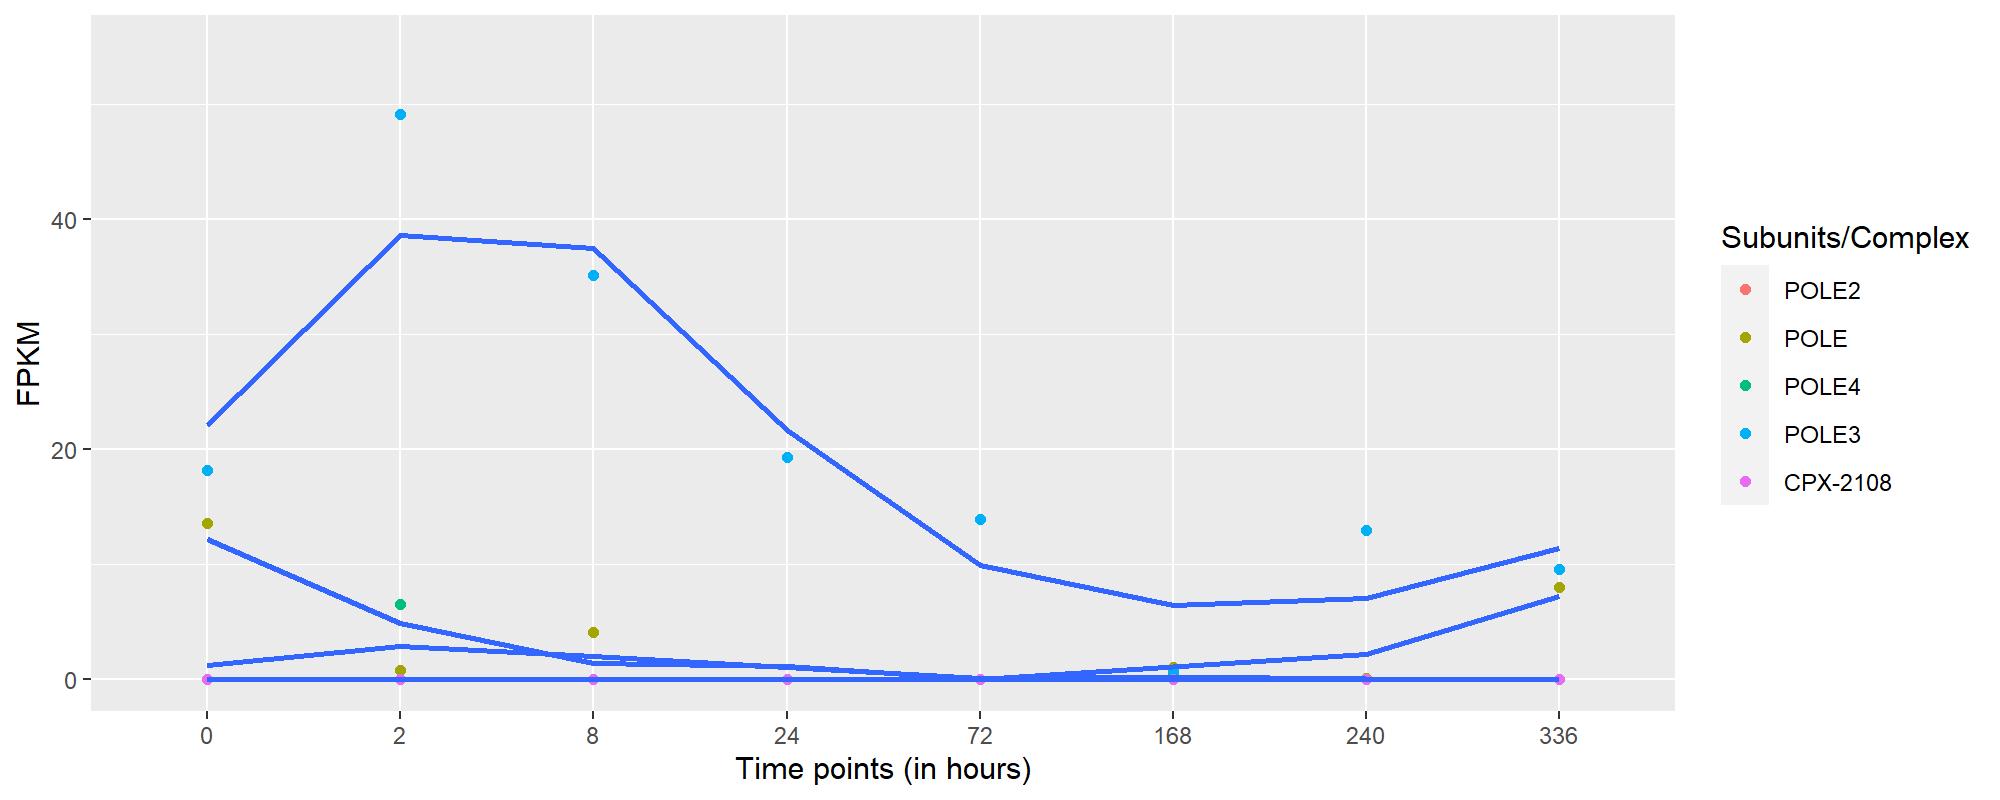 FPKM
40
20
0
0 2 8 24 72 168 240 336
Time points (in hours)
Subunits/Complex
POLE2
POLE
POLE4
POLE3
CPX-2108